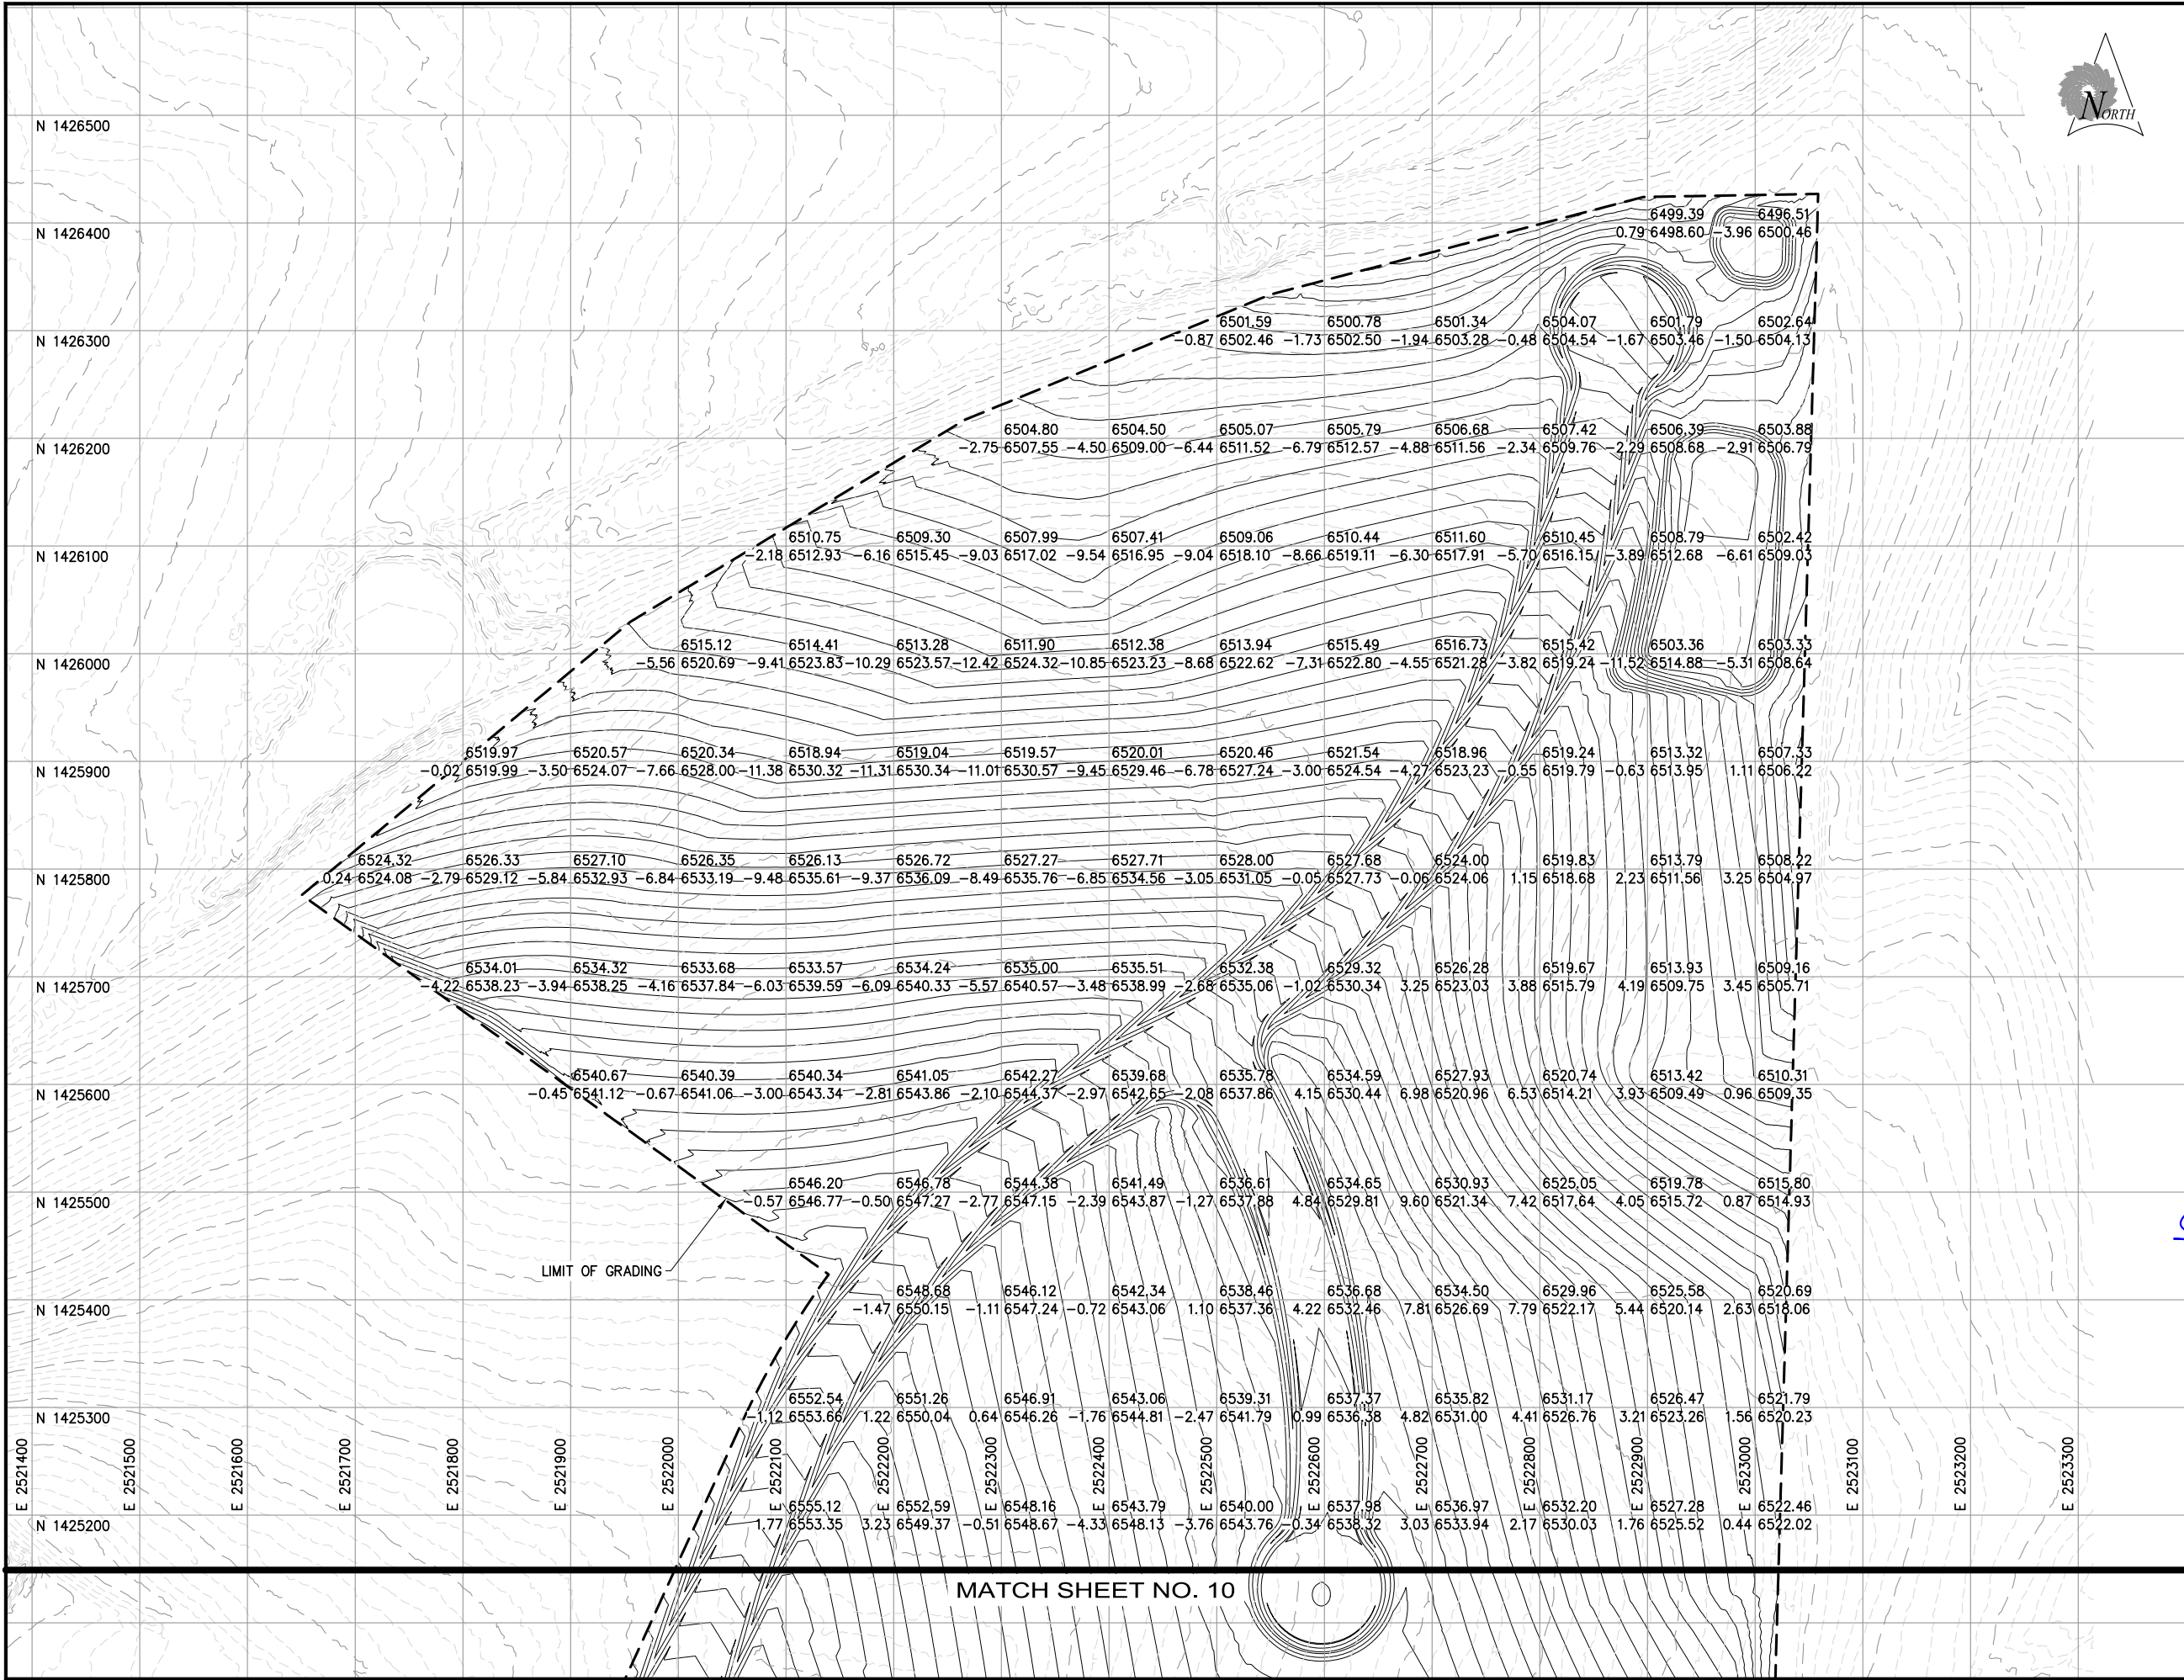 NORTH
N 1426500
6499.39 6496.51
N 1426400 0.79 6498.60 -3.96 6500.46
6501.59 6500.78 6501.34 6504.07 6501.79 6502.64
N 1426300 -0.87 6502.46 -1.73 6502.50 -1.94 6503.28 -0.48 6504.54 -1.67 6503.46 -1.50 6504.13
6504.80 6504.50 6505.07 6505.79 6506.68 6507.42 6506.39 6503.88
N 1426200 -2.75 6507.55 -4.50 6509.00 -6.44 6511.52 -6.79 6512.57 -4.88 6511.56 -2.34 6509.76 -2.29 6508.68 -2.91 6506.79
6510.75 6509.30 6507.99 6507.41 6509.06 6510.44 6511.60 6510.45 6508.79 6502.42
N 1426100 -2.18 6512.93 -6.16 6515.45 -9.03 6517.02 -9.54 6516.95 -9.04 6518.10 -8.66 6519.11 -6.30 6517.91 -5.70 6516.15 -3.89 6512.68 -6.61 6509.03
6515.12 6514.41 6513.28 6511.90 6512.38 6513.94 6515.49 6516.73 6515.42 6503.36 6503.33
N 1426000 -5.56 6520.69 -9.41 6523.83 -10.29 6523.57 -12.42 6524.32 -10.85 6523.23 -8.68 6522.62 -7.31 6522.80 -4.55 6521.28 -3.82 6519.24 -11.52 6514.88 -5.31 6508.64
6519.97 6520.57 6520.34 6518.94 6519.04 6519.57 6520.01 6520.46 6521.54 6518.96 6519.24 6513.32 6507.33
N 1425900 -0.02 6519.99 -3.50 6524.07 -7.66 6528.00 -11.38 6530.32 -11.31 6530.34 -11.01 6530.57 -9.45 6529.46 -6.78 6527.24 -3.00 6524.54 -4.27 6523.23 -0.55 6519.79 -0.63 6513.95 1.11 6506.22
6524.32 6526.33 6527.10 6526.35 6526.13 6526.72 6527.27 6527.71 6528.00 6527.68 6524.00 6519.83 6513.79 6508.22
N 1425800 0.24 6524.08 -2.79 6529.12 -5.84 6532.93 -6.84 6533.19 -9.48 6535.61 -9.37 6536.09 -8.49 6535.76 -6.85 6534.56 -3.05 6531.05 -0.05 6527.73 -0.06 6524.06 1.15 6518.68 2.23 6511.56 3.25 6504.97
6534.01 6534.32 6533.68 6533.57 6534.24 6535.00 6535.51 6532.38 6529.32 6526.28 6519.67 6513.93 6509.16
N 1425700 -4.22 6538.23 -3.94 6538.25 -4.16 6537.84 -6.03 6539.59 -6.09 6540.33 -5.57 6540.57 -3.48 6538.99 -2.68 6535.06 -1.02 6530.34 3.25 6523.03 3.88 6515.79 4.19 6509.75 3.45 6505.71
6540.67 6540.39 6540.34 6541.05 6542.27 6539.68 6535.78 6534.59 6527.93 6520.74 6513.42 6510.31
N 1425600 -0.45 6541.12 -0.67 6541.06 -3.00 6543.34 -2.81 6543.86 -2.10 6544.37 -2.97 6542.65 -2.08 6537.86 4.15 6530.44 6.98 6520.96 6.53 6514.21 3.93 6509.49 0.96 6509.35
6546.20 6546.78 6544.38 6541.49 6536.61 6534.65 6530.93 6525.05 6519.78 6515.80
N 1425500 -0.57 6546.77 -0.50 6547.27 -2.77 6547.15 -2.39 6543.87 -1.27 6537.88 4.84 6529.81 9.60 6521.34 7.42 6517.64 4.05 6515.72 0.87 6514.93
LIMIT OF GRADING
6548.68 6546.12 6542.34 6538.46 6536.68 6534.50 6529.96 6525.58 6520.69
N 1425400 -1.47 6550.15 -1.11 6547.24 -0.72 6543.06 1.10 6537.36 4.22 6532.46 7.81 6526.69 7.79 6522.17 5.44 6520.14 2.63 6518.06
6552.54 6551.26 6546.91 6543.06 6539.31 6537.37 6535.82 6531.17 6526.47 6521.79
N 1425300 -1.12 6553.66 1.22 6550.04 0.64 6546.26 -1.76 6544.81 -2.47 6541.79 0.99 6536.38 4.82 6531.00 4.41 6526.76 3.21 6523.26 1.56 6520.23
E 2521400 E 2521500 E 2521600 E 2521700 E 2521800 E 2521900 E 2522000 E 2522100 E 2522200 E 2522300 E 2522400 E 2522500 E 2522600 E 2522700 E 2522800 E 2522900 E 2523000 E 2523100 E 2523200 E 2523300
6555.12 6552.59 6548.16 6543.79 6540.00 6537.98 6536.97 6532.20 6527.28 6522.46
N 1425200 1.77 6553.35 3.23 6549.37 -0.51 6548.67 -4.33 6548.13 -3.76 6543.76 -0.34 6538.32 3.03 6533.94 2.17 6530.03 1.76 6525.52 0.44 6522.02
MATCH SHEET NO. 10